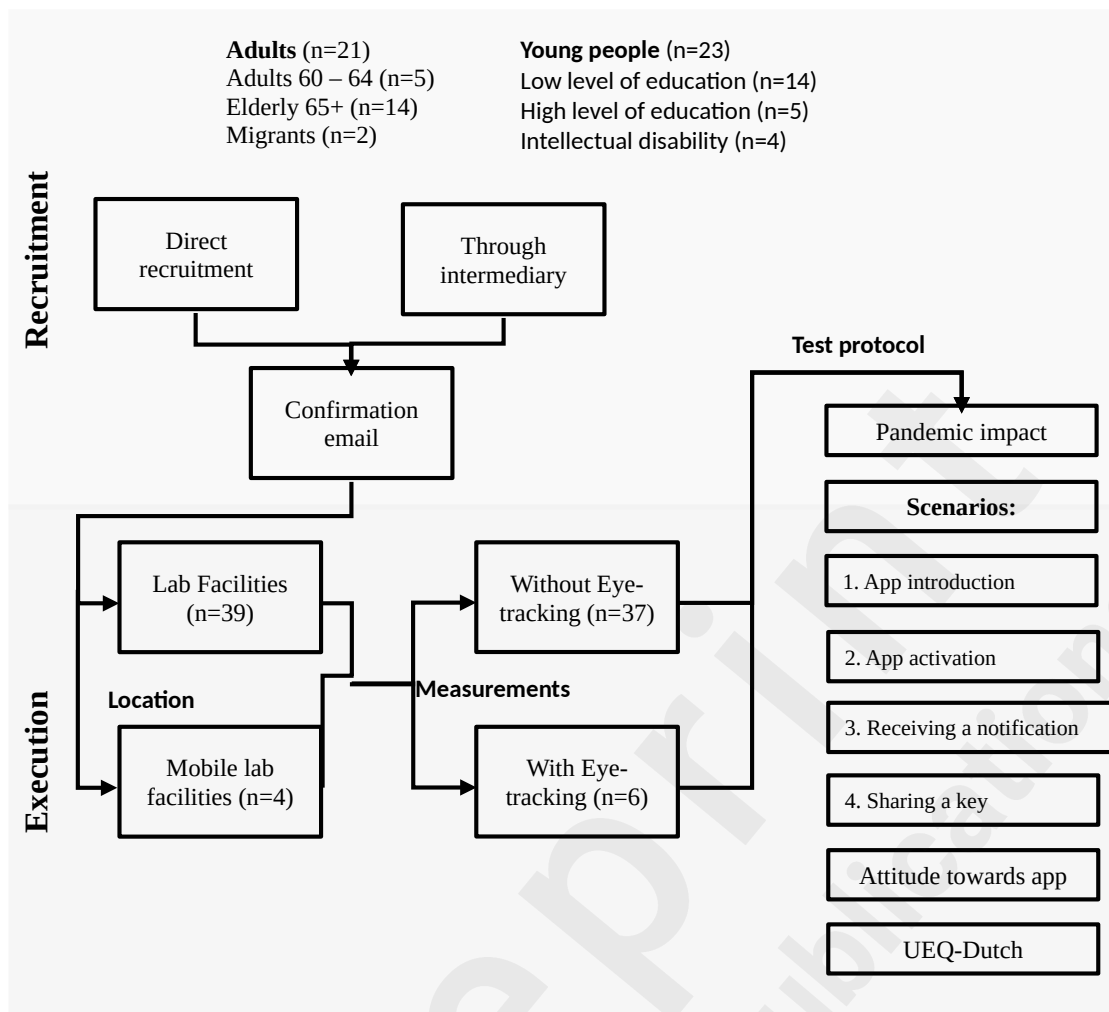 Adults (n=21)
Adults 60 – 64 (n=5)
Elderly 65+ (n=14)
Migrants (n=2)
Young people (n=23)
Low level of education (n=14)
High level of education (n=5)
Intellectual disability (n=4)
Recruitment
Direct
recruitment
Through
intermediary
Confirmation
email
Execution
Lab Facilities
(n=39)
Location
Mobile lab
facilities (n=4)
Measurements
Without Eye-
tracking (n=37)
With Eye-
tracking (n=6)
Test protocol
Pandemic impact
Scenarios:
1. App introduction
2. App activation
3. Receiving a notification
4. Sharing a key
Attitude towards app
UEQ-Dutch
eprint
ublication